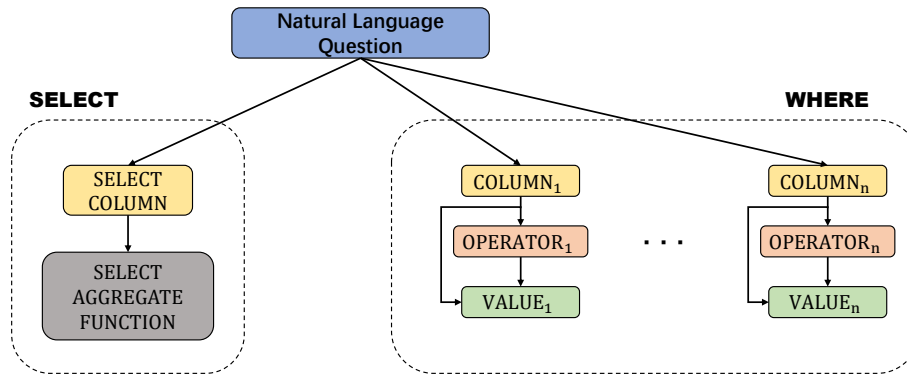 Natural Language
Question
SELECT
WHERE
SELECT
COLUMN
SELECT
AGGREGATE
FUNCTION
COLUMN₁
OPERATOR₁
VALUE₁
. . .
COLUMNₙ
OPERATORₙ
VALUEₙ